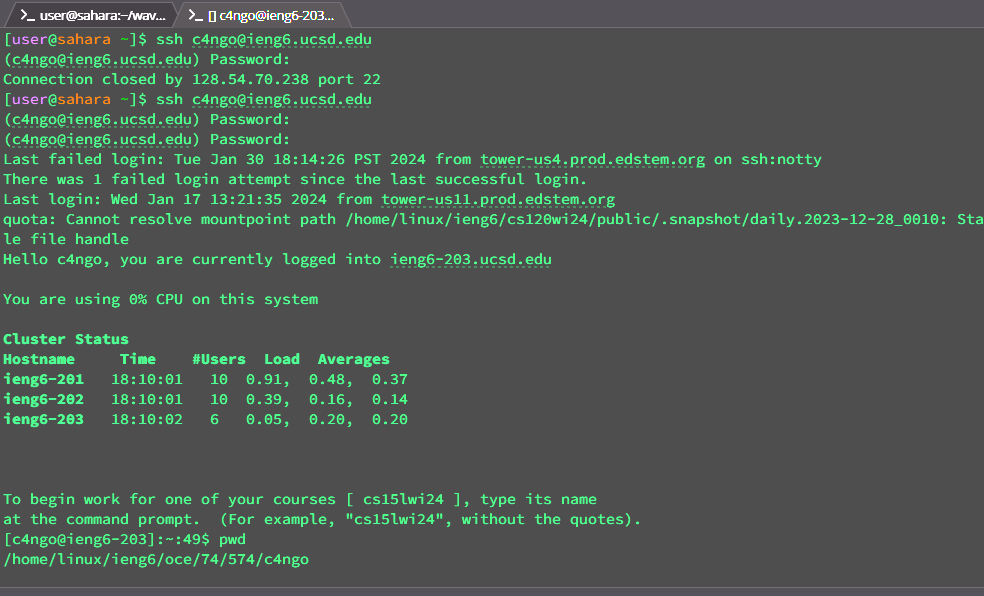 >_ user@sahara:~/wav... >_ [] c4ngo@ieng6-203...
[user@sahara ~]$ ssh c4ngo@ieng6.ucsd.edu
(c4ngo@ieng6.ucsd.edu) Password:
Connection closed by 128.54.70.238 port 22
[user@sahara ~]$ ssh c4ngo@ieng6.ucsd.edu
(c4ngo@ieng6.ucsd.edu) Password:
(c4ngo@ieng6.ucsd.edu) Password:
Last failed login: Tue Jan 30 18:14:26 PST 2024 from tower-us4.prod.edstem.org on ssh:notty
There was 1 failed login attempt since the last successful login.
Last login: Wed Jan 17 13:21:35 2024 from tower-us11.prod.edstem.org
quota: Cannot resolve mountpoint path /home/linux/ieng6/cs120wi24/public/.snapshot/daily.2023-12-28_0010: Sta
le file handle
Hello c4ngo, you are currently logged into ieng6-203.ucsd.edu
You are using 0% CPU on this system
Cluster Status
Hostname     Time    #Users  Load  Averages
ieng6-201   18:10:01   10  0.91,  0.48,  0.37
ieng6-202   18:10:01   10  0.39,  0.16,  0.14
ieng6-203   18:10:02   6   0.05,  0.20,  0.20
To begin work for one of your courses [ cs15lwi24 ], type its name
at the command prompt.  (For example, "cs15lwi24", without the quotes).
[c4ngo@ieng6-203]:~:49$ pwd
/home/linux/ieng6/oce/74/574/c4ngo